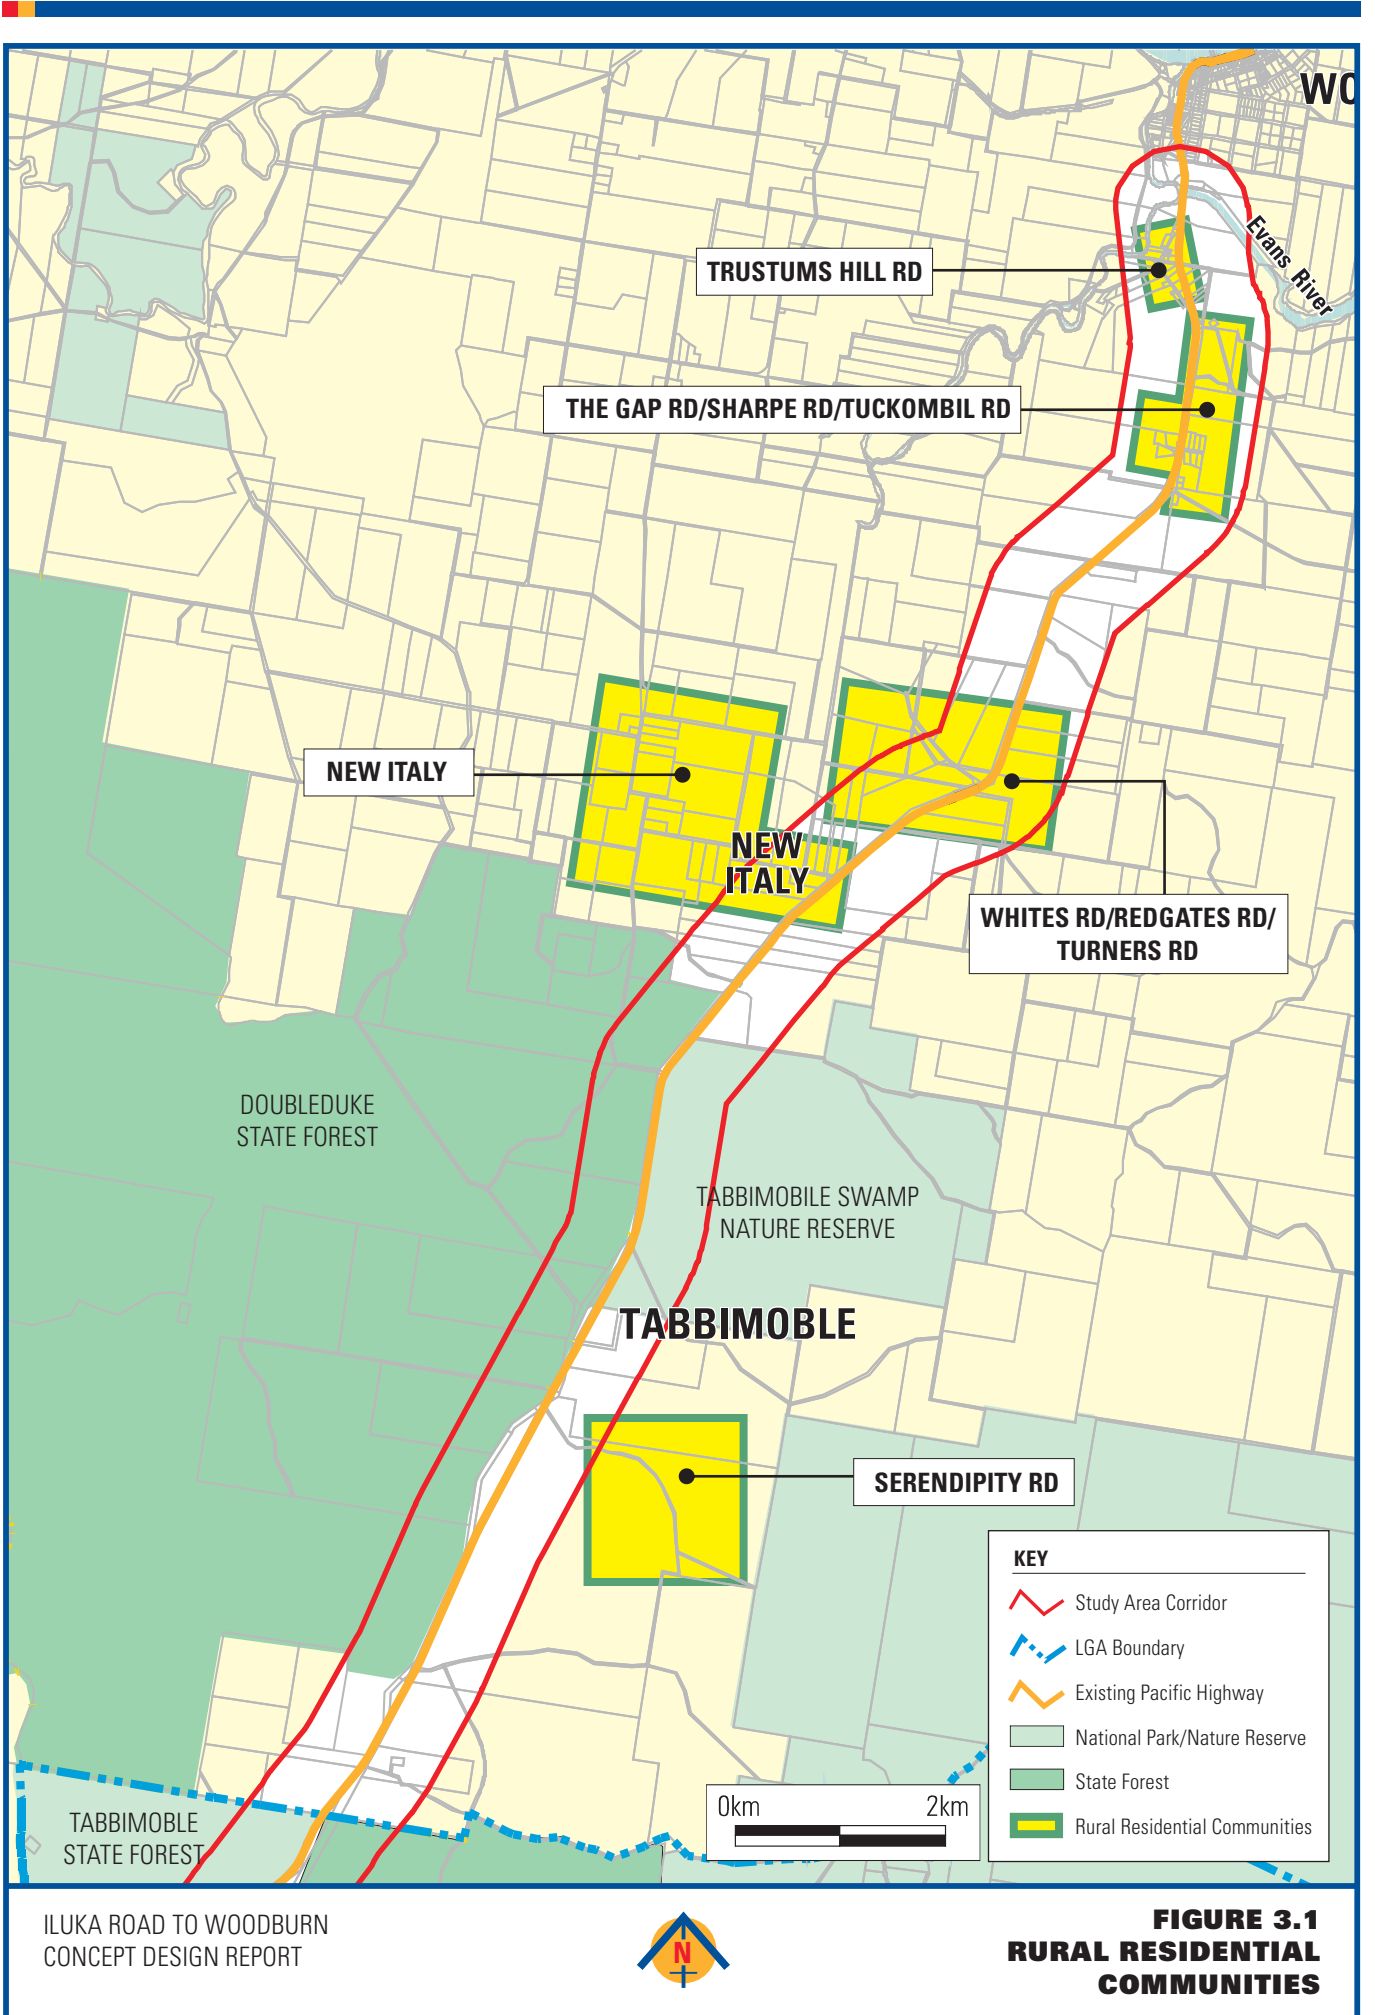 WO
Evans River
TRUSTUMS HILL RD
THE GAP RD/SHARPE RD/TUCKOMBIL RD
NEW ITALY
NEW
ITALY
WHITES RD/REDGATES RD/
TURNERS RD
DOUBLEDUKE
STATE FOREST
TABBIMOBILE SWAMP
NATURE RESERVE
TABBIMOBLE
SERENDIPITY RD
KEY
Study Area Corridor
LGA Boundary
Existing Pacific Highway
National Park/Nature Reserve
State Forest
Rural Residential Communities
0km 2km
TABBIMOBLE
STATE FOREST
ILUKA ROAD TO WOODBURN
CONCEPT DESIGN REPORT
N
FIGURE 3.1
RURAL RESIDENTIAL
COMMUNITIES